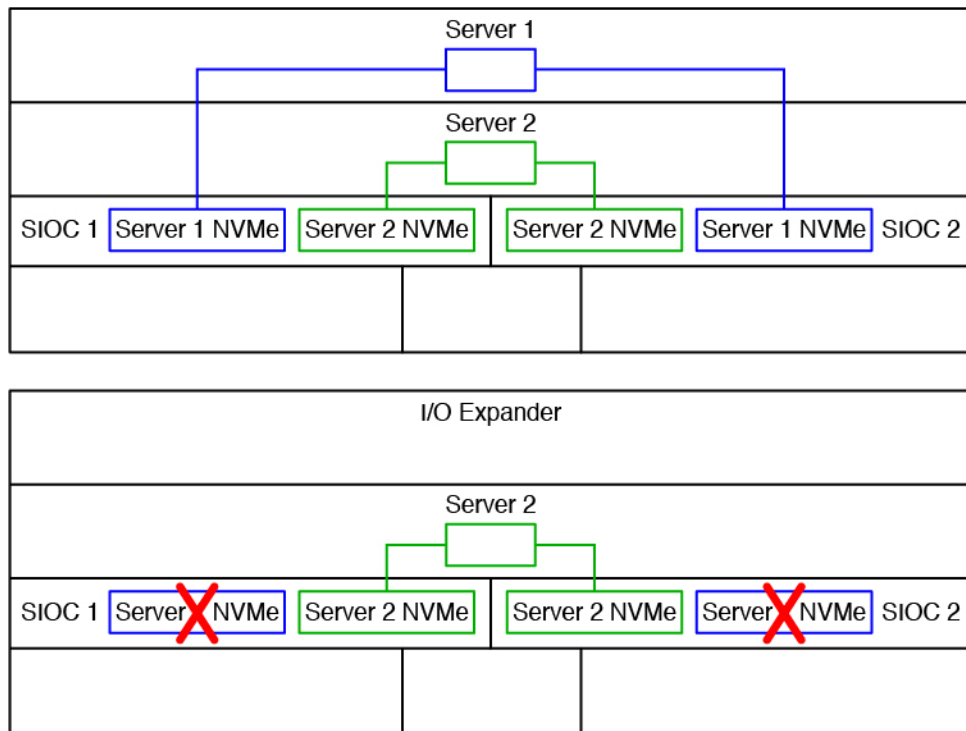 Server 1
Server 2
SIOC 1 Server 1 NVMe Server 2 NVMe Server 2 NVMe Server 1 NVMe SIOC 2
I/O Expander
Server 2
SIOC 1 Server NVMe Server 2 NVMe Server 2 NVMe Server NVMe SIOC 2